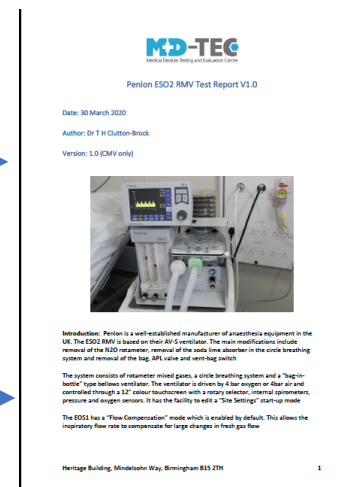 MD-TEC
Medical Devices Testing and Evaluation Centre
Penlon ESO2 RMV Test Report V1.0
Date: 30 March 2020
Author: Dr T H Clutton-Brock
Version: 1.0 (CMV only)
Introduction: Penlon is a well-established manufacturer of anaesthesia equipment in the
UK. The ESO2 RMV is based on their AV-S ventilator. The main modifications include
removal of the N2O rotameter, removal of the soda lime absorber in the circle breathing
system and removal of the bag, APL valve and vent-bag switch
The system consists of rotameter mixed gases, a circle breathing system and a "bag-in-
bottle" type bellows ventilator. The ventilator is driven by 4 bar oxygen or 4bar air and
controlled through a 12" colour touchscreen with a rotary selector, internal spirometers,
pressure and oxygen sensors. It has the facility to edit a "Site Settings" start-up mode
The EOS1 has a "Flow Compensation" mode which is enabled by default. This allows the
inspiratory flow rate to compensate for large changes in fresh gas flow
Heritage Building, Mindelsohn Way, Birmingham B15 2TH 1